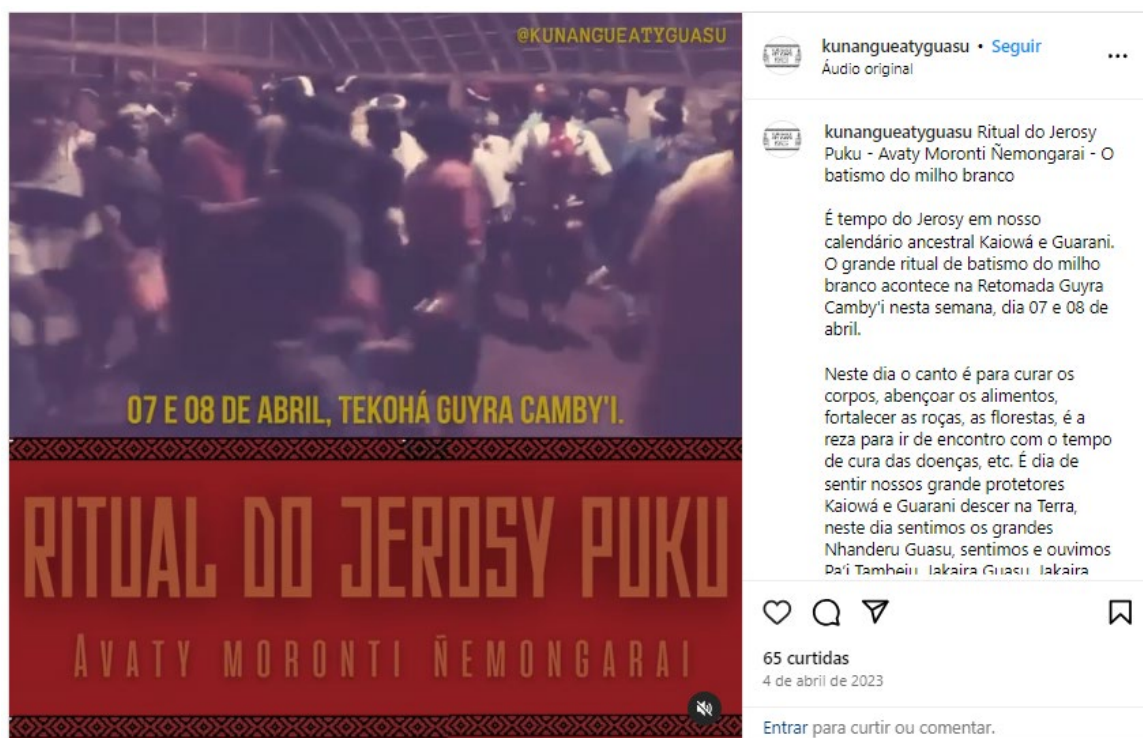 @KUNANGUEATYGUASU
07 E 08 DE ABRIL, TEKOHÁ GUYRA CAMBY'I.
RITUAL DO JEROSY PUKU
AVATY MORONTI ÑEMONGARAI
kunangueatyguasu • Seguir
Áudio original
kunangueatyguasu Ritual do Jerosy
Puku - Avaty Moronti Ñemongarai - O
batismo do milho branco
É tempo do Jerosy em nosso
calendário ancestral Kaiowá e Guarani.
O grande ritual de batismo do milho
branco acontece na Retomada Guyra
Camby'i nesta semana, dia 07 e 08 de
abril.
Neste dia o canto é para curar os
corpos, abençoar os alimentos,
fortalecer as roças, as florestas, é a
reza para ir de encontro com o tempo
de cura das doenças, etc. É dia de
sentir nossos grande protetores
Kaiowá e Guarani descer na Terra,
neste dia sentimos os grandes
Nhanderu Guasu, sentimos e ouvimos
Pa'i Tambeju, Jakaira Guasu, Jakaira
65 curtidas
4 de abril de 2023
Entrar para curtir ou comentar.